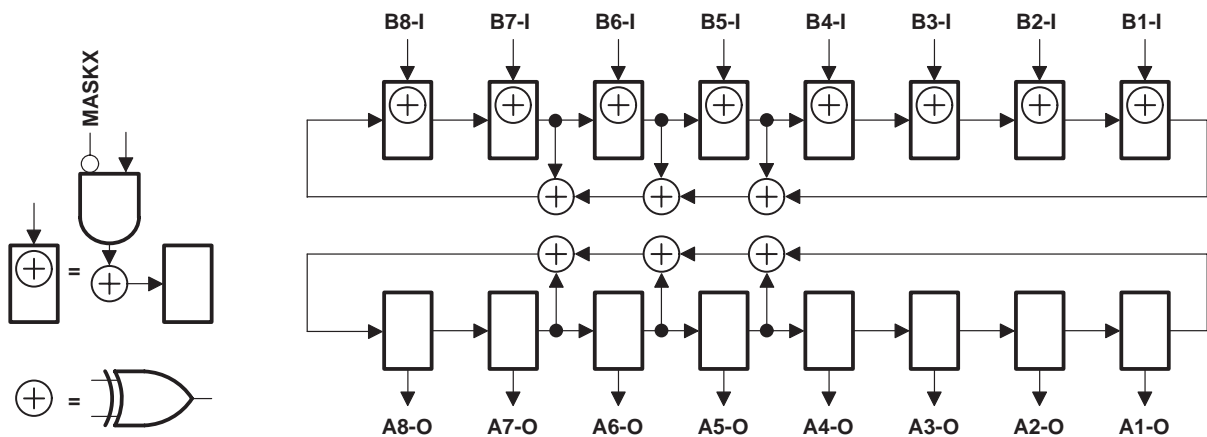 B8-I B7-I B6-I B5-I B4-I B3-I B2-I B1-I
MASKX
=
=
A8-O A7-O A6-O A5-O A4-O A3-O A2-O A1-O